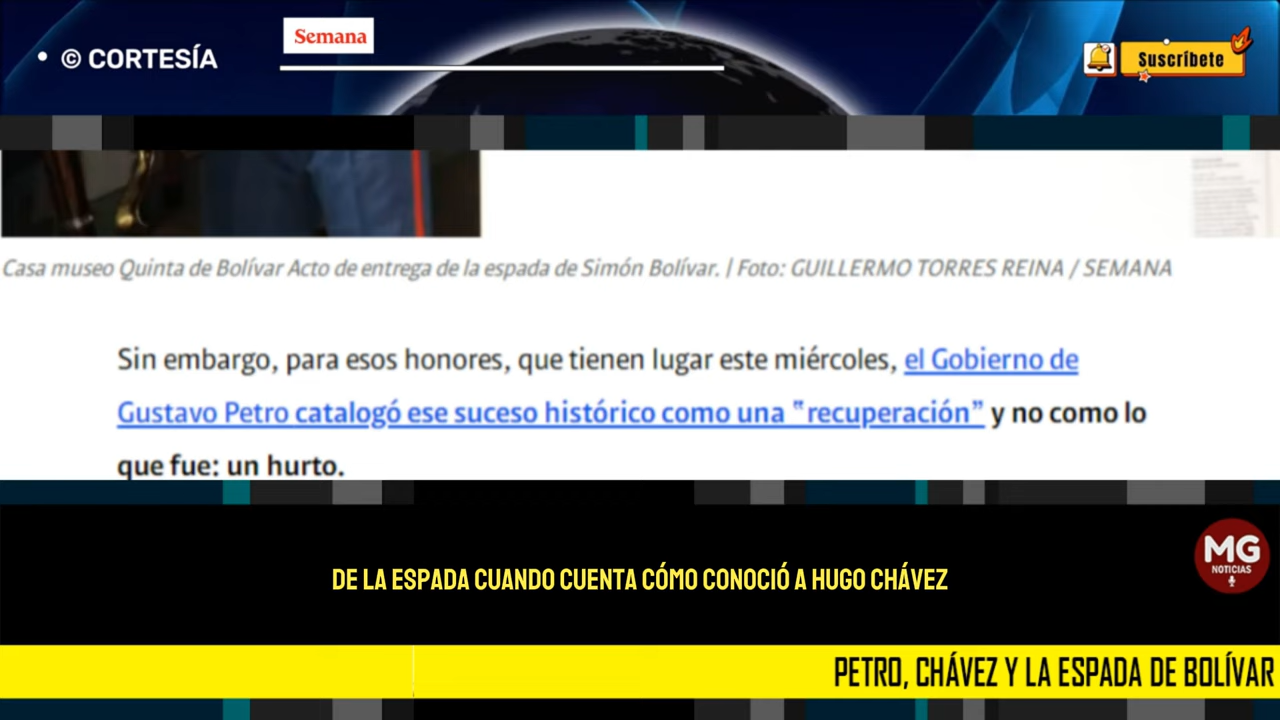 • © CORTESÍA
Semana
Suscríbete
Casa museo Quinta de Bolívar Acto de entrega de la espada de Simón Bolívar. | Foto: GUILLERMO TORRES REINA / SEMANA
Sin embargo, para esos honores, que tienen lugar este miércoles, el Gobierno de
Gustavo Petro catalogó ese suceso histórico como una "recuperación" y no como lo
que fue: un hurto.
DE LA ESPADA CUANDO CUENTA CÓMO CONOCIÓ A HUGO CHÁVEZ
MG
NOTICIAS
PETRO, CHÁVEZ Y LA ESPADA DE BOLÍVAR